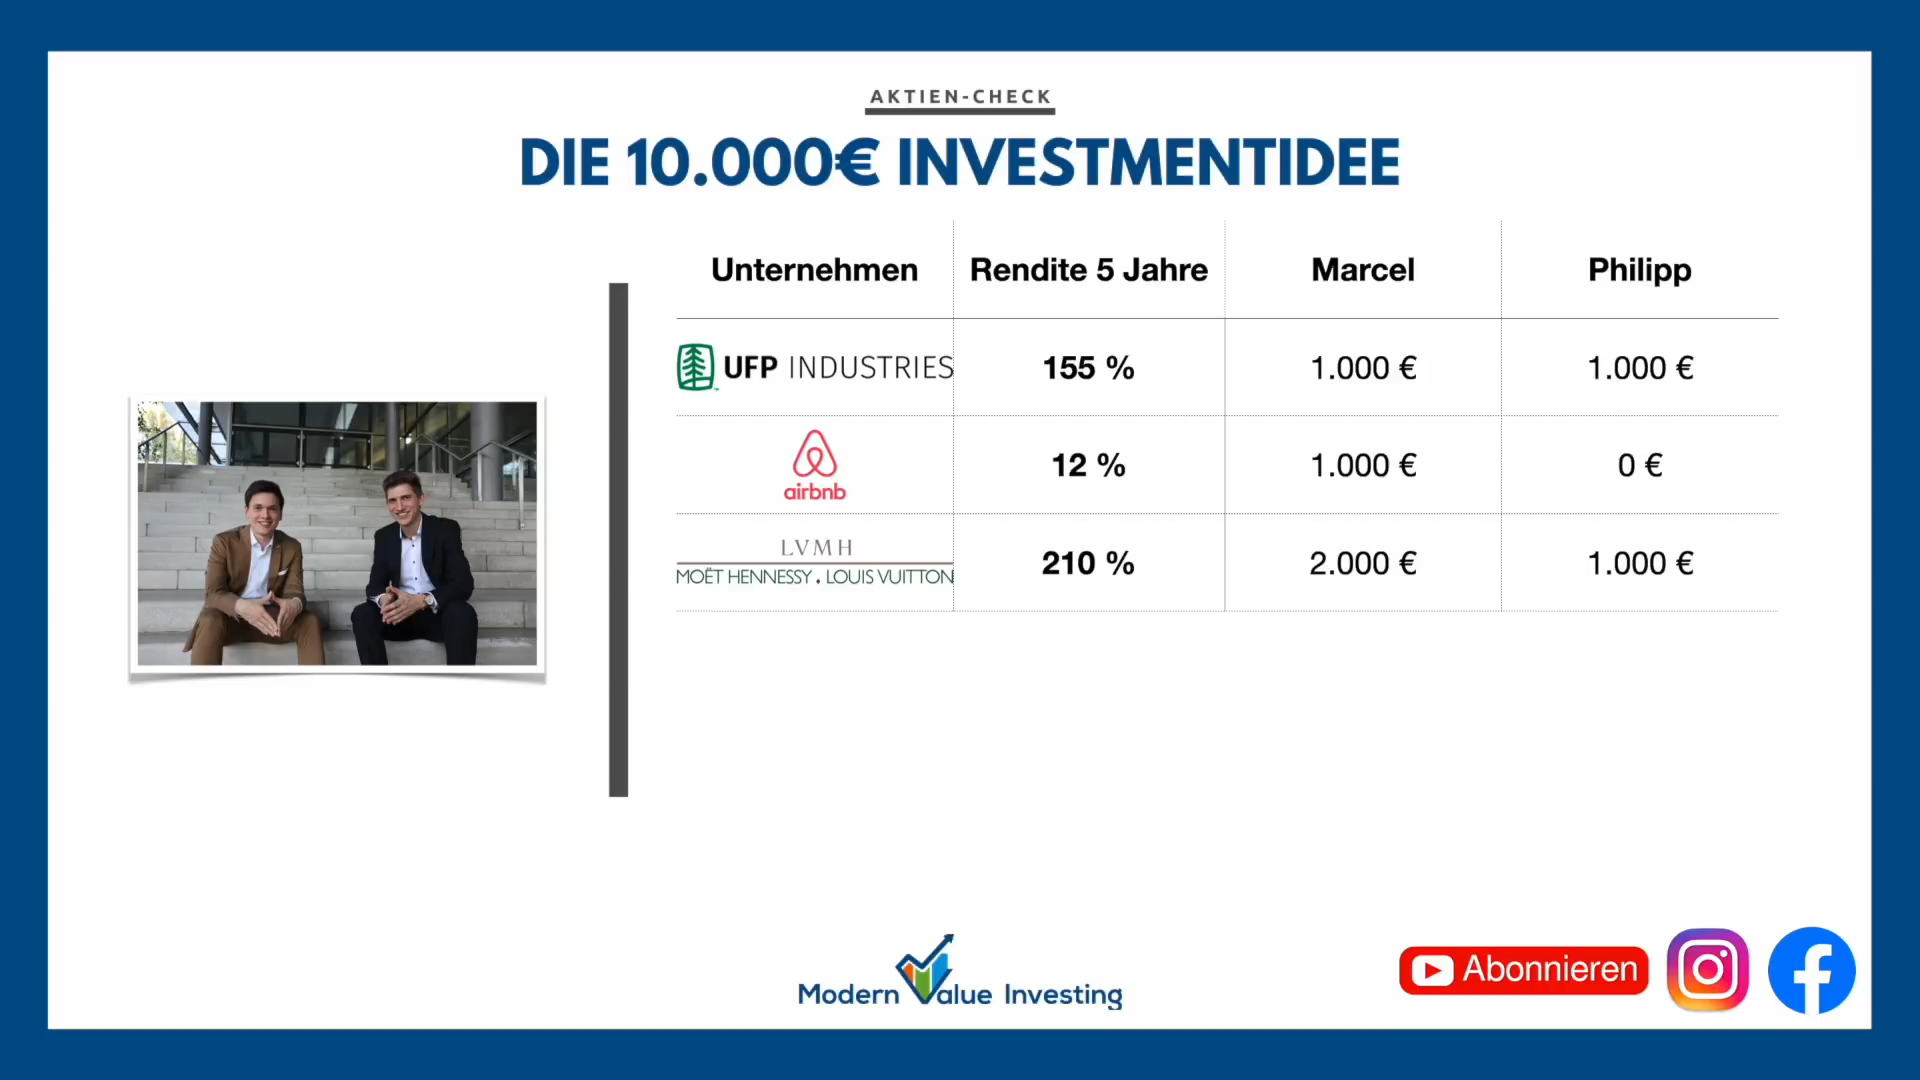 AKTIEN-CHECK
DIE 10.000€ INVESTMENTIDEE
Unternehmen Rendite 5 Jahre Marcel Philipp
UFP INDUSTRIES 155 % 1.000 € 1.000 €
airbnb 12 % 1.000 € 0 €
LVMH
MOËT HENNESSY . LOUIS VUITTON 210 % 2.000 € 1.000 €
Modern Value Investing
Abonnieren